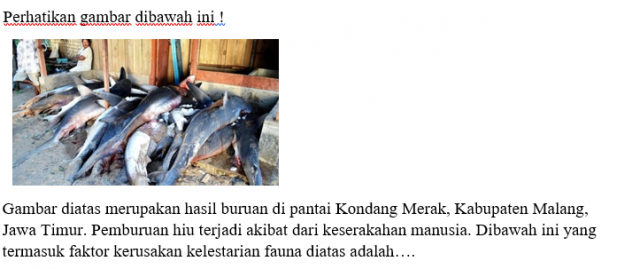 Perhatikan gambar dibawah ini !
Gambar diatas merupakan hasil buruan di pantai Kondang Merak, Kabupaten Malang,
Jawa Timur. Pemburuan hiu terjadi akibat dari keserakahan manusia. Dibawah ini yang
termasuk faktor kerusakan kelestarian fauna diatas adalah….